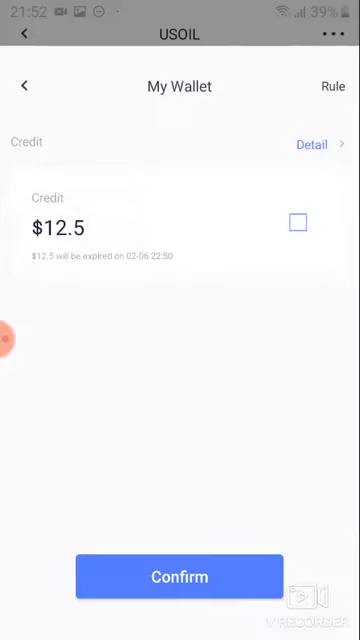 21:52 39%
USOIL
My Wallet Rule
Credit Detail
Credit
$12.5
$12.5 will be expired on 02-06 22:50
Confirm
V RECORDER